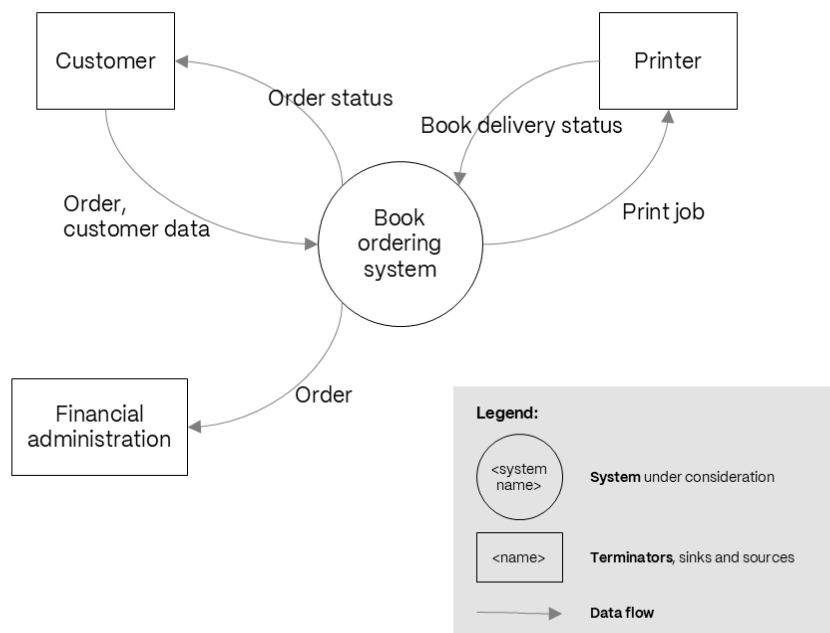 Customer
Printer
Order status
Book delivery status
Order,
customer data
Book
ordering
system
Print job
Order
Financial
administration
Legend:
<system
name>
System under consideration
<name>
Terminators, sinks and sources
Data flow